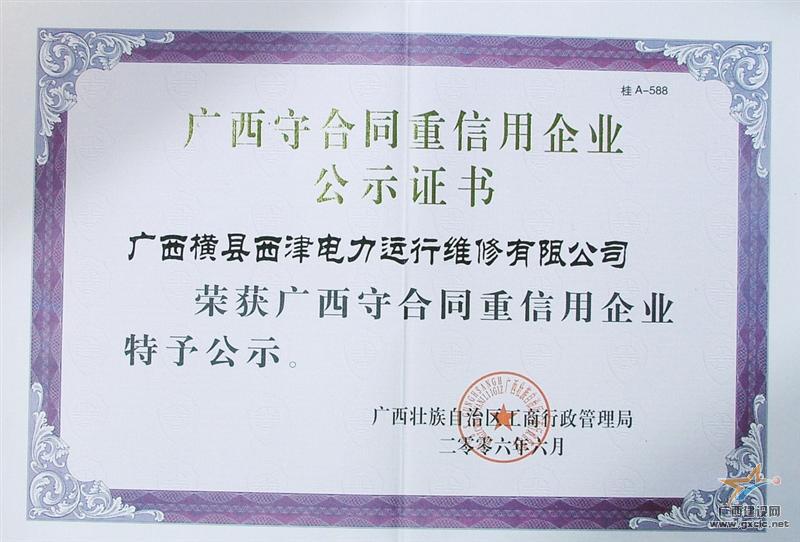 桂 A-588
广西守合同重信用企业
公示证书
广西横县西津电力运行维修有限公司
荣获广西守合同重信用企业
特予公示。
广西壮族自治区工商行政管理局
二零零六年六月
广西建设网
www.gxcic.net